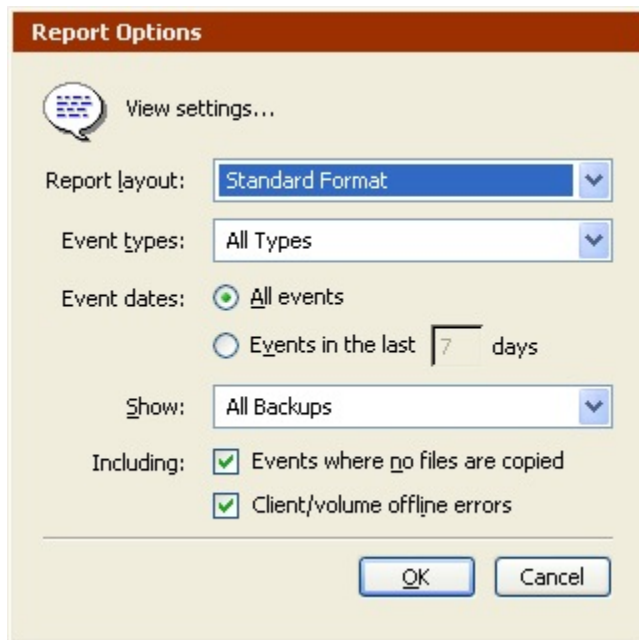 Report Options
View settings...
Report layout: Standard Format
Event types: All Types
Event dates: All events
Events in the last 7 days
Show: All Backups
Including: Events where no files are copied
Client/volume offline errors
OK Cancel